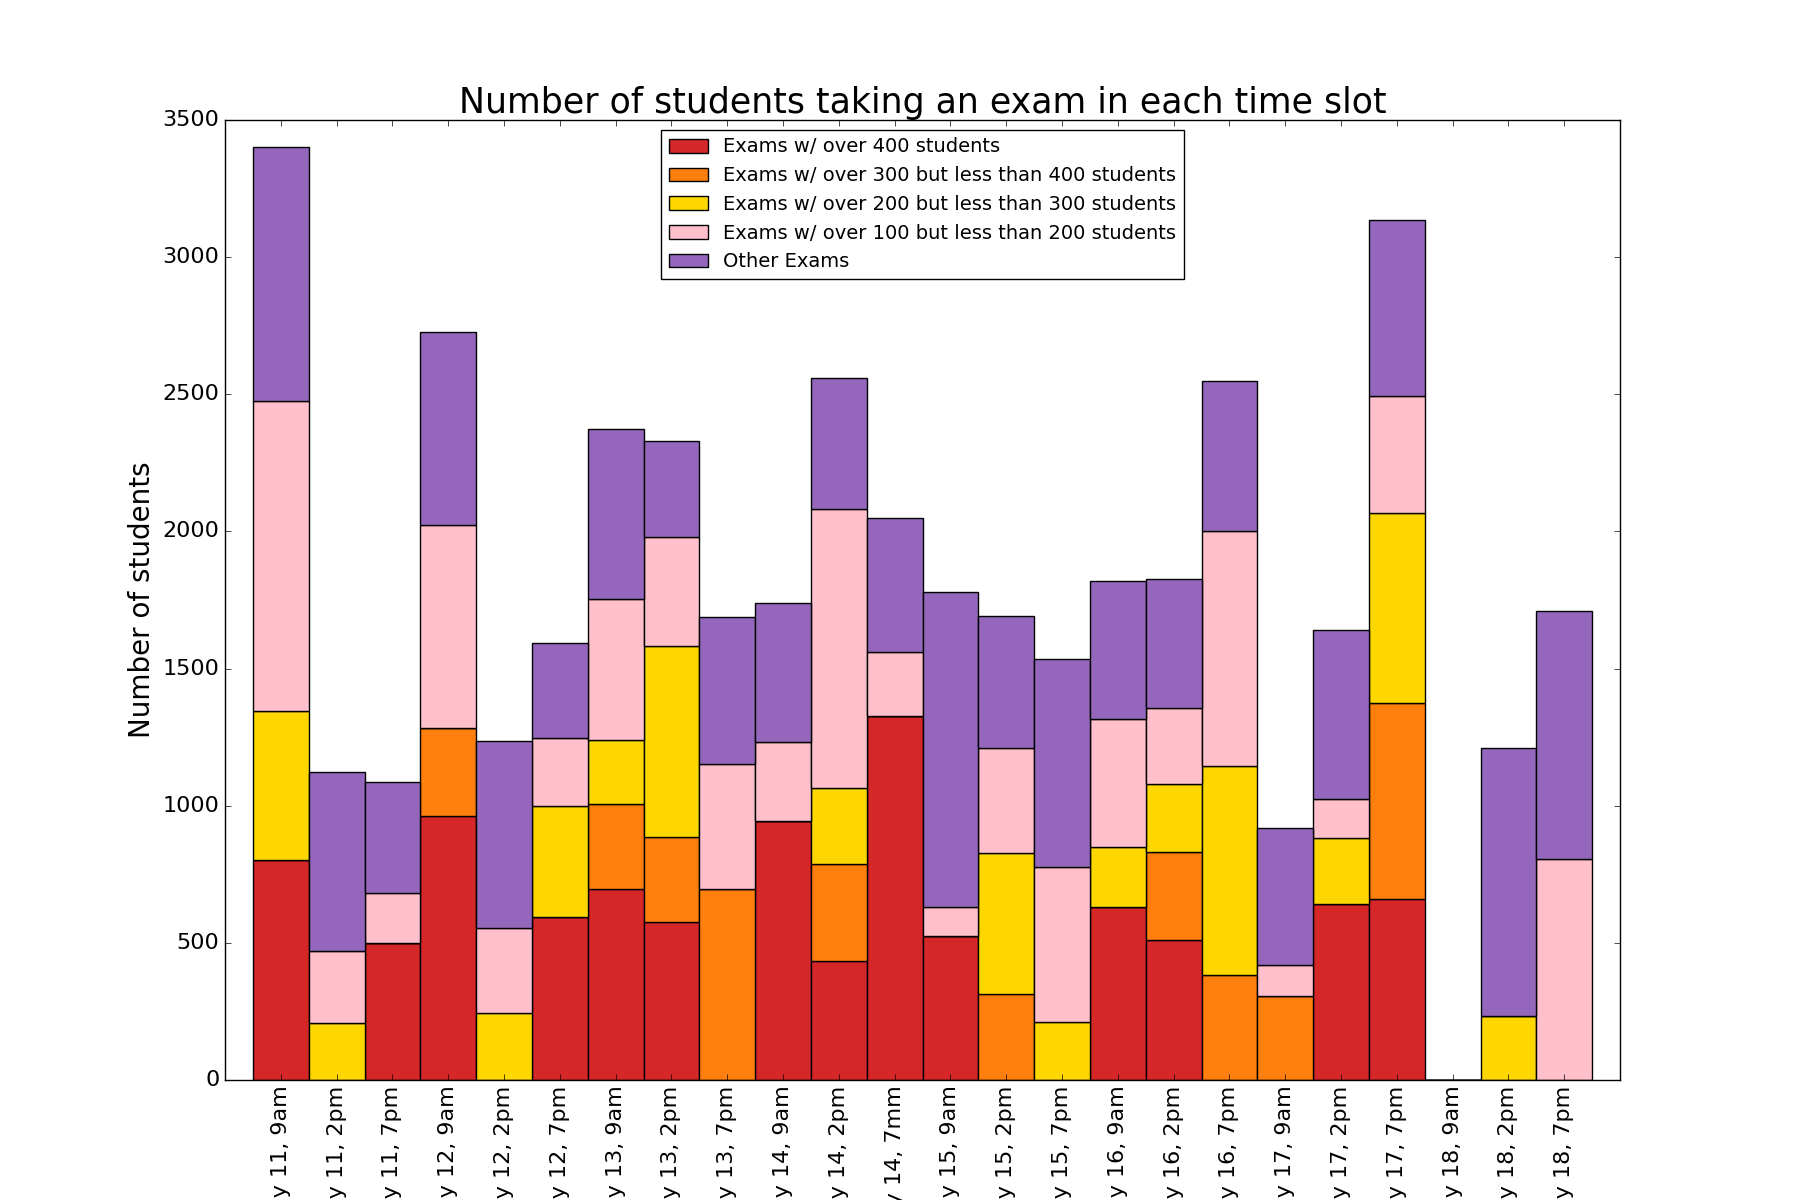 Number of students taking an exam in each time slot
Exams w/ over 400 students
Exams w/ over 300 but less than 400 students
Exams w/ over 200 but less than 300 students
Exams w/ over 100 but less than 200 students
Other Exams
Number of students
3500
3000
2500
2000
1500
1000
500
0
y 11, 9am
y 11, 2pm
y 11, 7pm
y 12, 9am
y 12, 2pm
y 12, 7pm
y 13, 9am
y 13, 2pm
y 13, 7pm
y 14, 9am
y 14, 2pm
y 14, 7mm
y 15, 9am
y 15, 2pm
y 15, 7pm
y 16, 9am
y 16, 2pm
y 16, 7pm
y 17, 9am
y 17, 2pm
y 17, 7pm
y 18, 9am
y 18, 2pm
y 18, 7pm